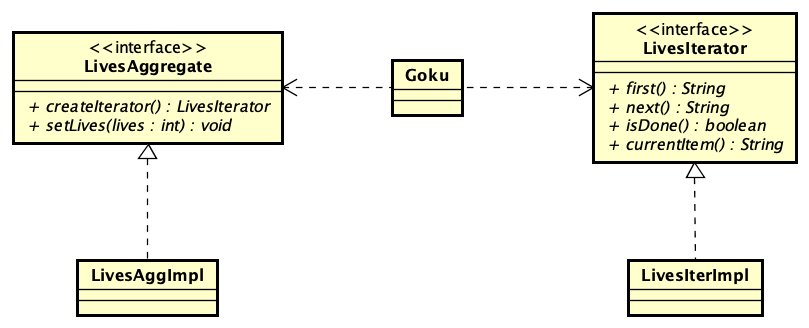 <<interface>>
LivesAggregate
+ createIterator() : LivesIterator
+ setLives(lives : int) : void
Goku
<<interface>>
LivesIterator
+ first() : String
+ next() : String
+ isDone() : boolean
+ currentItem() : String
LivesAggImpl
LivesIterImpl